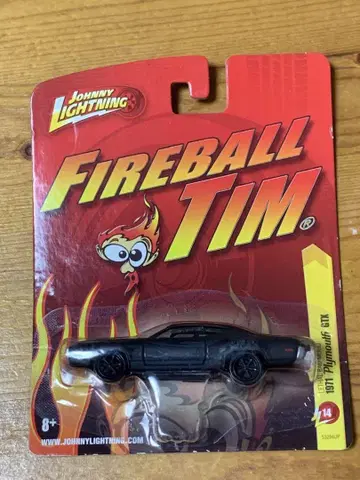 JOHNNY
LIGHTNING
FIREBALL
TIM®
1971 Plymouth GTX
14
8+
WWW.JOHNNYLIGHTNING.COM